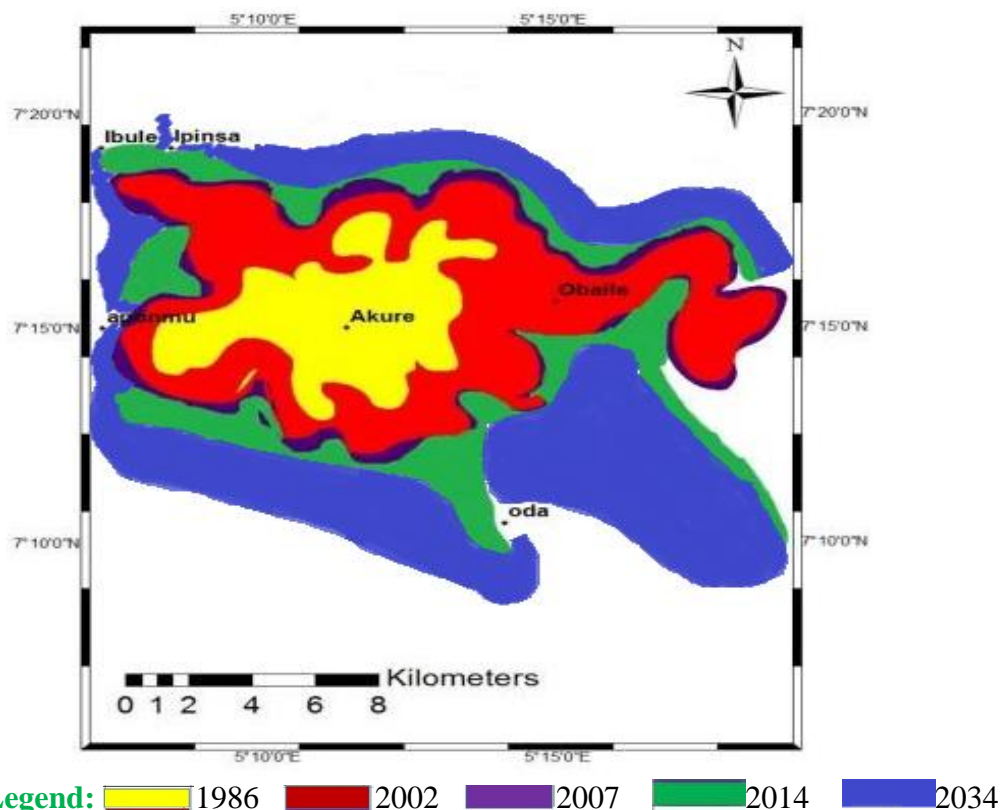 5°10'0"E 5°15'0"E
N
7°20'0"N 7°20'0"N
Ibule Ipinsa
Obaile
Akure
7°15'0"N 7°15'0"N
oda
7°10'0"N 7°10'0"N
Kilometers
0 1 2 4 6 8
5°10'0"E 5°15'0"E
Legend: 1986 2002 2007 2014 2034